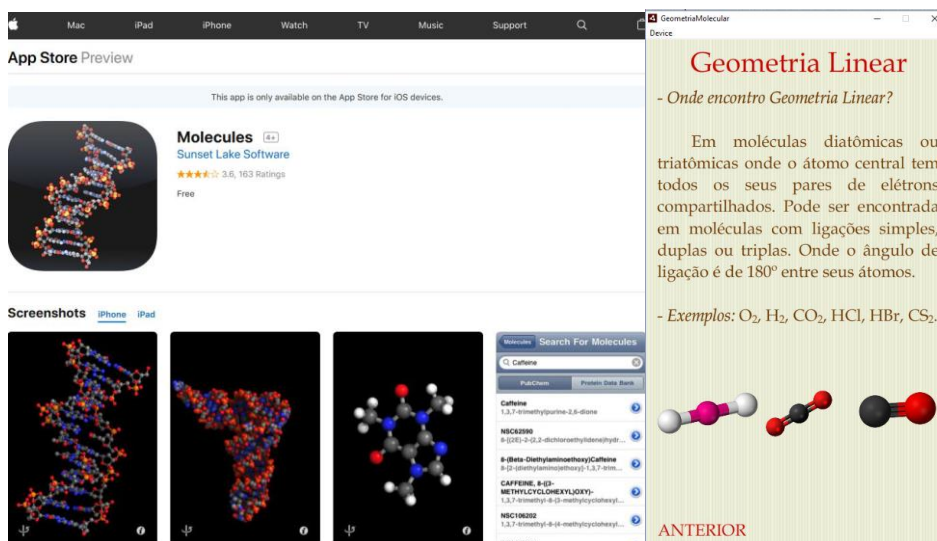 Mac iPad iPhone Watch TV Music Support
App Store Preview
This app is only available on the App Store for iOS devices.
Molecules 4+
Sunset Lake Software
3.6, 163 Ratings
Free
Screenshots iPhone iPad
Molecules Search For Molecules
Caffeine
PubChem Protein Data Bank
Caffeine
1,3,7-trimethylpurine-2,6-dione
NSC62590
8-[(2E)-2-(2,2-dichloroethylidene)hydr...
8-(Beta-Diethylaminoethoxy)Caffeine
8-[2-(diethylamino)ethoxy]-1,3,7-trim...
CAFFEINE, 8-((3-
METHYLCYCLOHEXYL)OXY)-
1,3,7-trimethyl-8-(3-methylcyclohexyl...
NSC106202
1,3,7-trimethyl-8-(4-methylcyclohexyl...
GeometriaMolecular
Device
Geometria Linear
- Onde encontro Geometria Linear?
Em moléculas diatômicas ou
triatômicas onde o átomo central tem
todos os seus pares de elétrons
compartilhados. Pode ser encontrada
em moléculas com ligações simples,
duplas ou triplas. Onde o ângulo de
ligação é de 180º entre seus átomos.
- Exemplos: O₂, H₂, CO₂, HCl, HBr, CS₂.
ANTERIOR